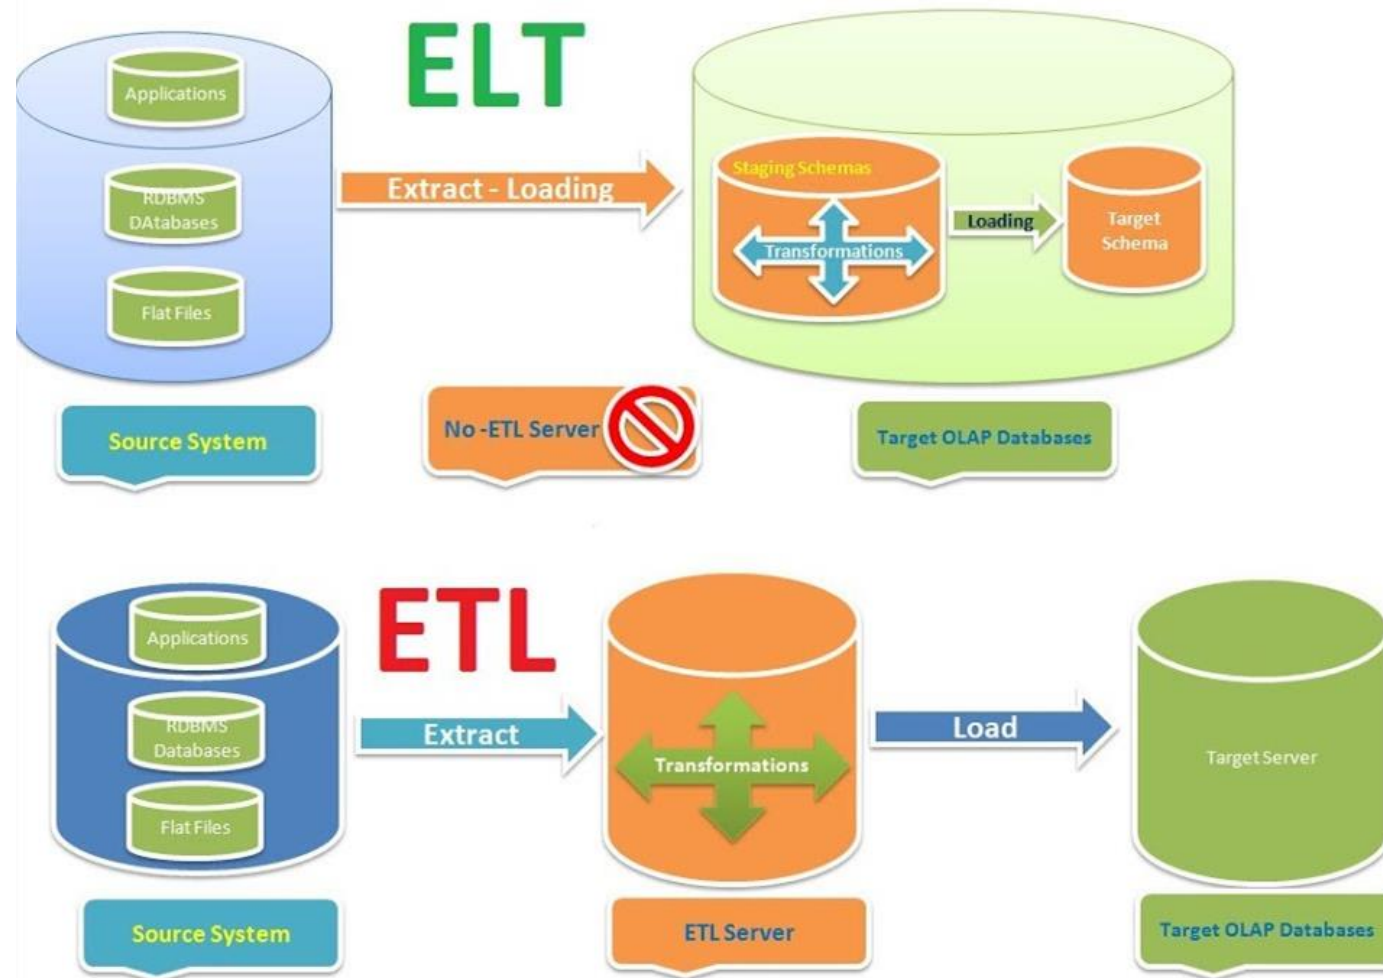 ELT
Applications
RDBMS
DAtabases
Flat Files
Extract - Loading
Staging Schemas
Transformations
Loading
Target
Schema
Source System
No -ETL Server
Target OLAP Databases
ETL
Applications
RDBMS
Databases
Flat Files
Extract
Transformations
Load
Target Server
Source System
ETL Server
Target OLAP Databases